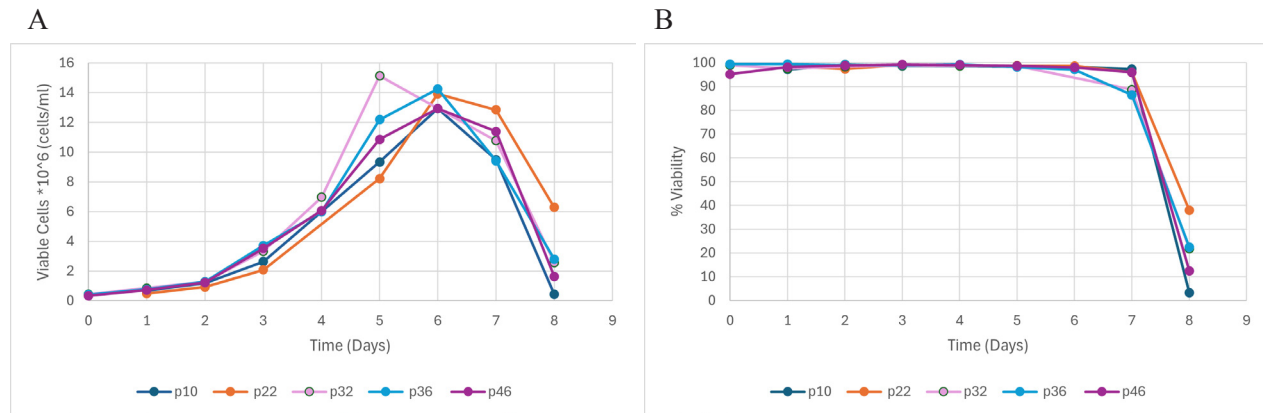 A
Viable Cells *10^6 (cells/ml)
16
14
12
10
8
6
4
2
0
0 1 2 3 4 5 6 7 8 9
Time (Days)
p10 p22 p32 p36 p46
B
% Viability
100
90
80
70
60
50
40
30
20
10
0
0 1 2 3 4 5 6 7 8 9
Time (Days)
p10 p22 p32 p36 p46